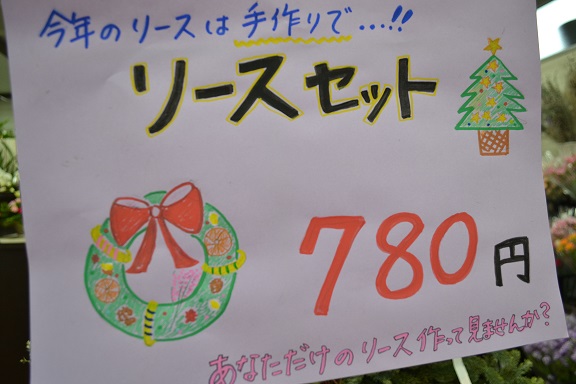 今年のリースは手作りで...!!
リースセット
780円
あなただけのリース作って見ませんか?